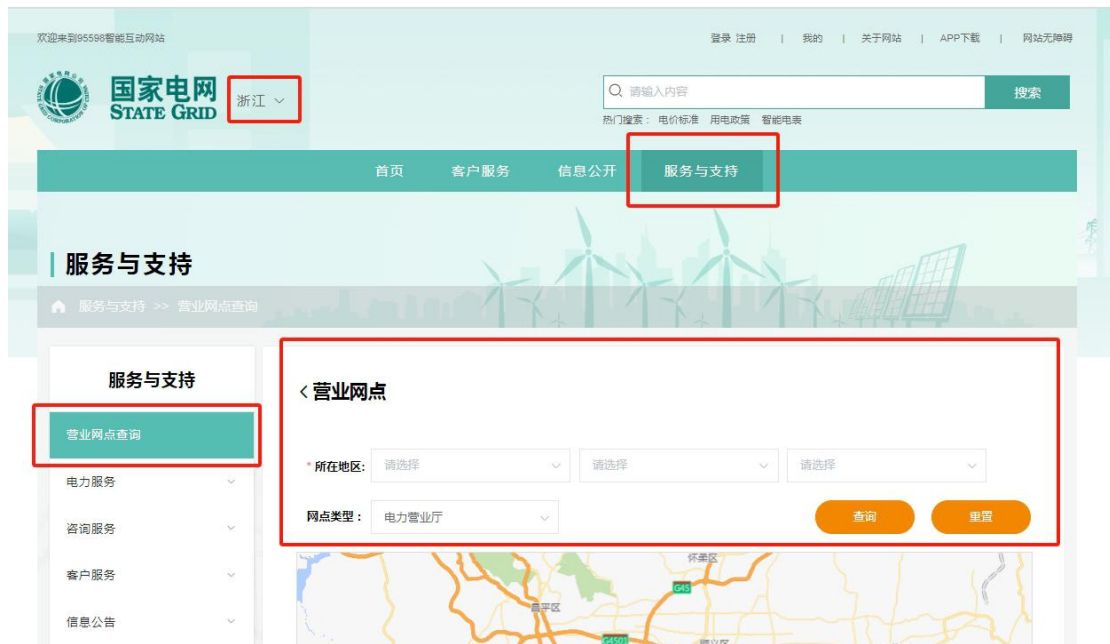 欢迎来到95598智能互动网站
登录 注册 | 我的 | 关于网站 | APP下载 | 网站无障碍
国家电网
STATE GRID
浙江
请输入内容
搜索
热门搜索: 电价标准 用电政策 智能电表
首页 客户服务 信息公开 服务与支持
服务与支持
服务与支持 >> 营业网点查询
服务与支持
营业网点查询
电力服务
咨询服务
客户服务
信息公告
<营业网点
* 所在地区: 请选择 请选择 请选择
网点类型: 电力营业厅
查询 重置
怀柔区
G45
昌平区
G4501
顺义区